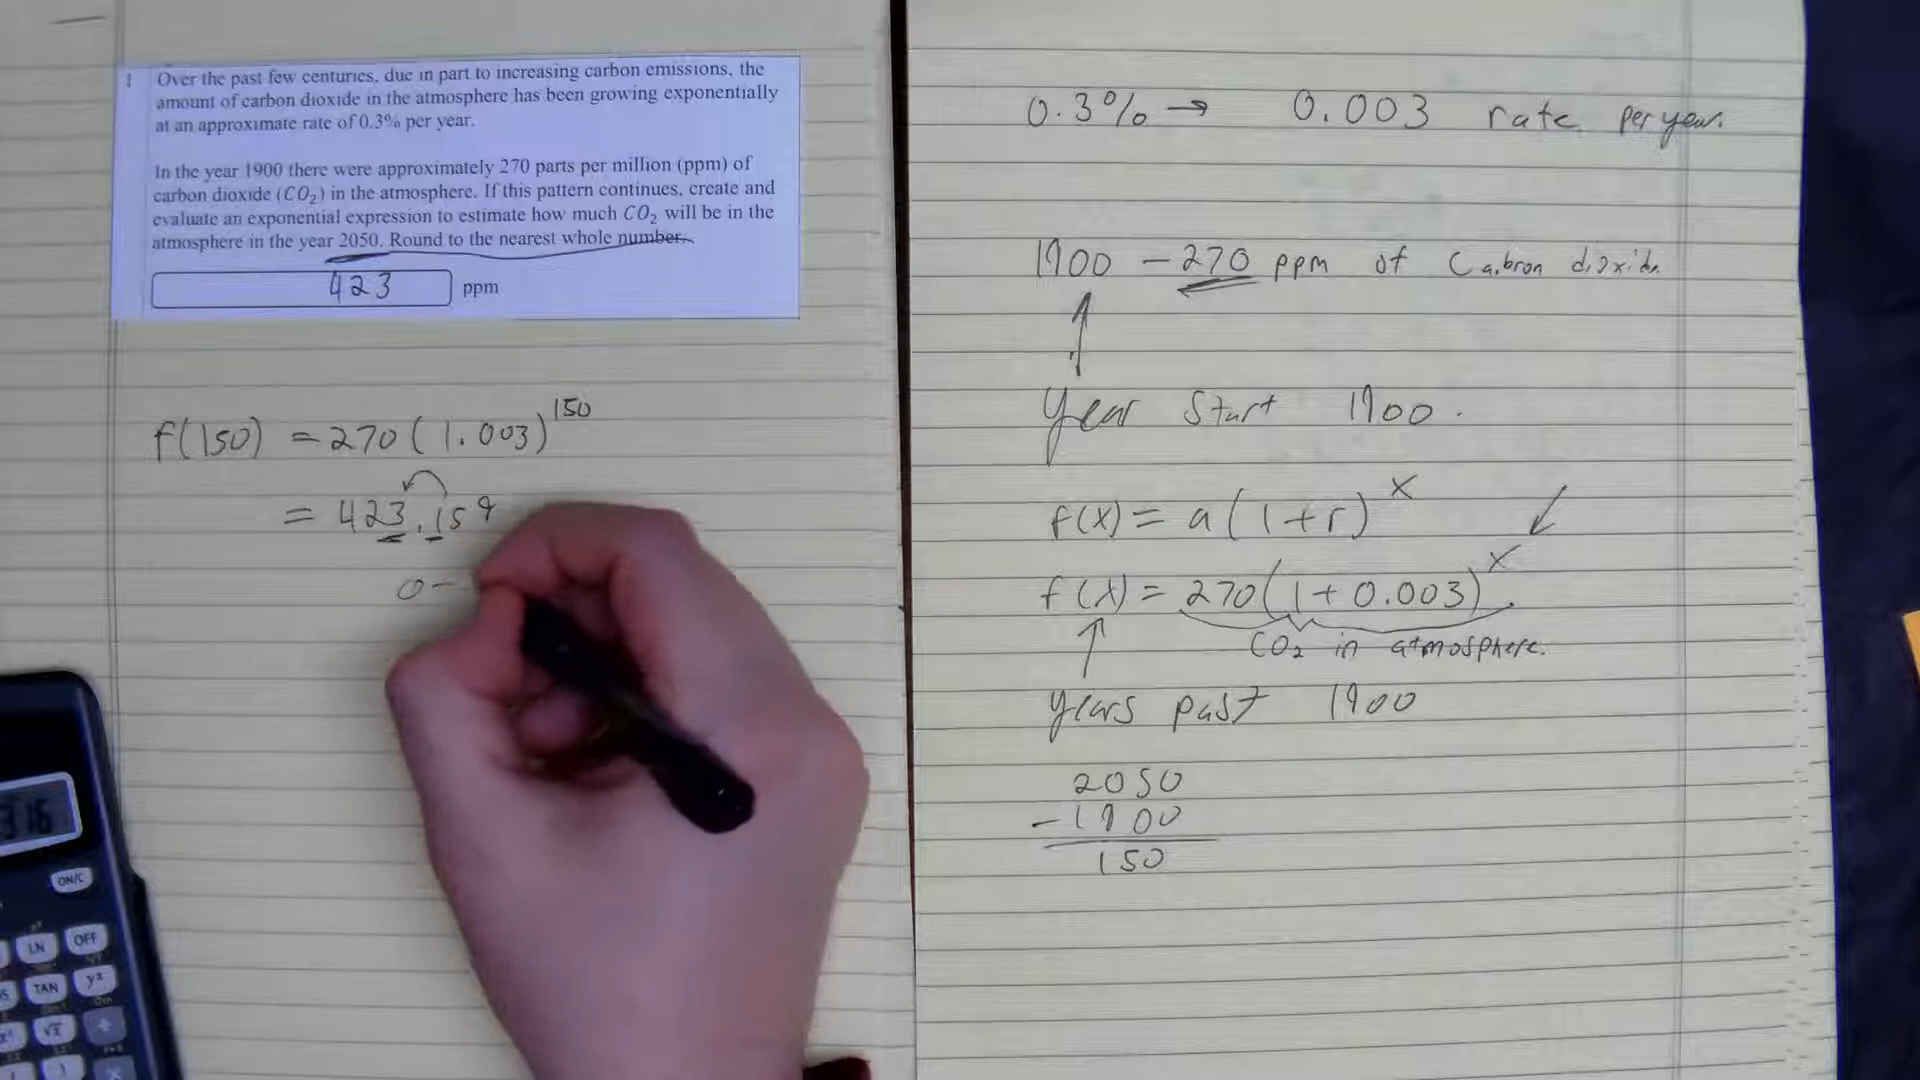 1 Over the past few centuries, due in part to increasing carbon emissions, the
amount of carbon dioxide in the atmosphere has been growing exponentially
at an approximate rate of 0.3% per year.
In the year 1900 there were approximately 270 parts per million (ppm) of
carbon dioxide (CO₂) in the atmosphere. If this pattern continues, create and
evaluate an exponential expression to estimate how much CO₂ will be in the
atmosphere in the year 2050. Round to the nearest whole number.
423 ppm
f(150) = 270(1.003)^150
= 423.159
0-
316
ON/C
LN OFF
TAN yˣ
√x
0.3% → 0.003 rate per year.
1900 - 270 ppm of Carbron dioxide
year start 1900.
f(x) = a(1+r)^x
f(x) = 270(1+0.003)^x
CO₂ in atmosphere.
years past 1900
2050
-1900
150